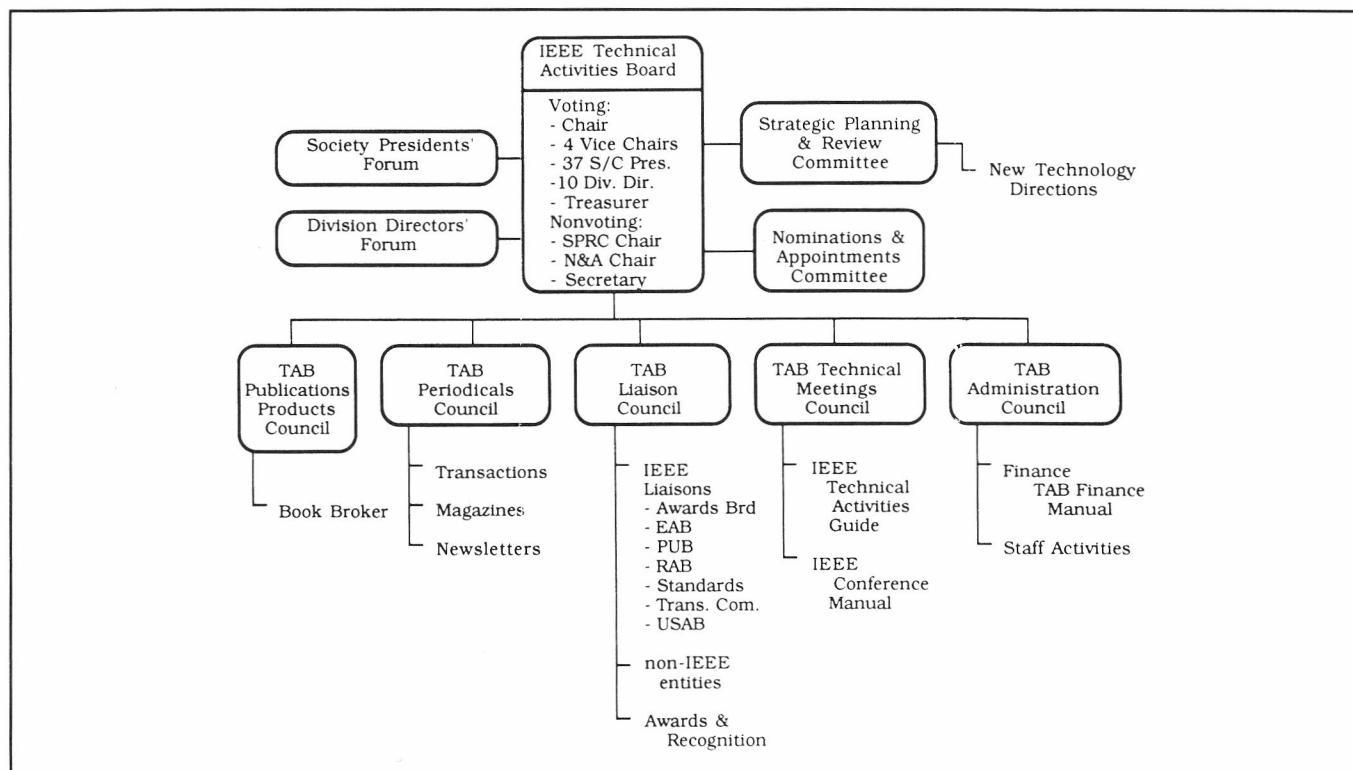 IEEE Technical
Activities Board
Voting:
- Chair
- 4 Vice Chairs
- 37 S/C Pres.
-10 Div. Dir.
- Treasurer
Nonvoting:
- SPRC Chair
- N&A Chair
- Secretary
Society Presidents'
Forum
Division Directors'
Forum
Strategic Planning
& Review
Committee
New Technology
Directions
Nominations &
Appointments
Committee
TAB
Publications
Products
Council
Book Broker
TAB
Periodicals
Council
Transactions
Magazines
Newsletters
TAB
Liaison
Council
IEEE
Liaisons
- Awards Brd
- EAB
- PUB
- RAB
- Standards
- Trans. Com.
- USAB
non-IEEE
entities
Awards &
Recognition
TAB Technical
Meetings
Council
IEEE
Technical
Activities
Guide
IEEE
Conference
Manual
TAB
Administration
Council
Finance
TAB Finance
Manual
Staff Activities